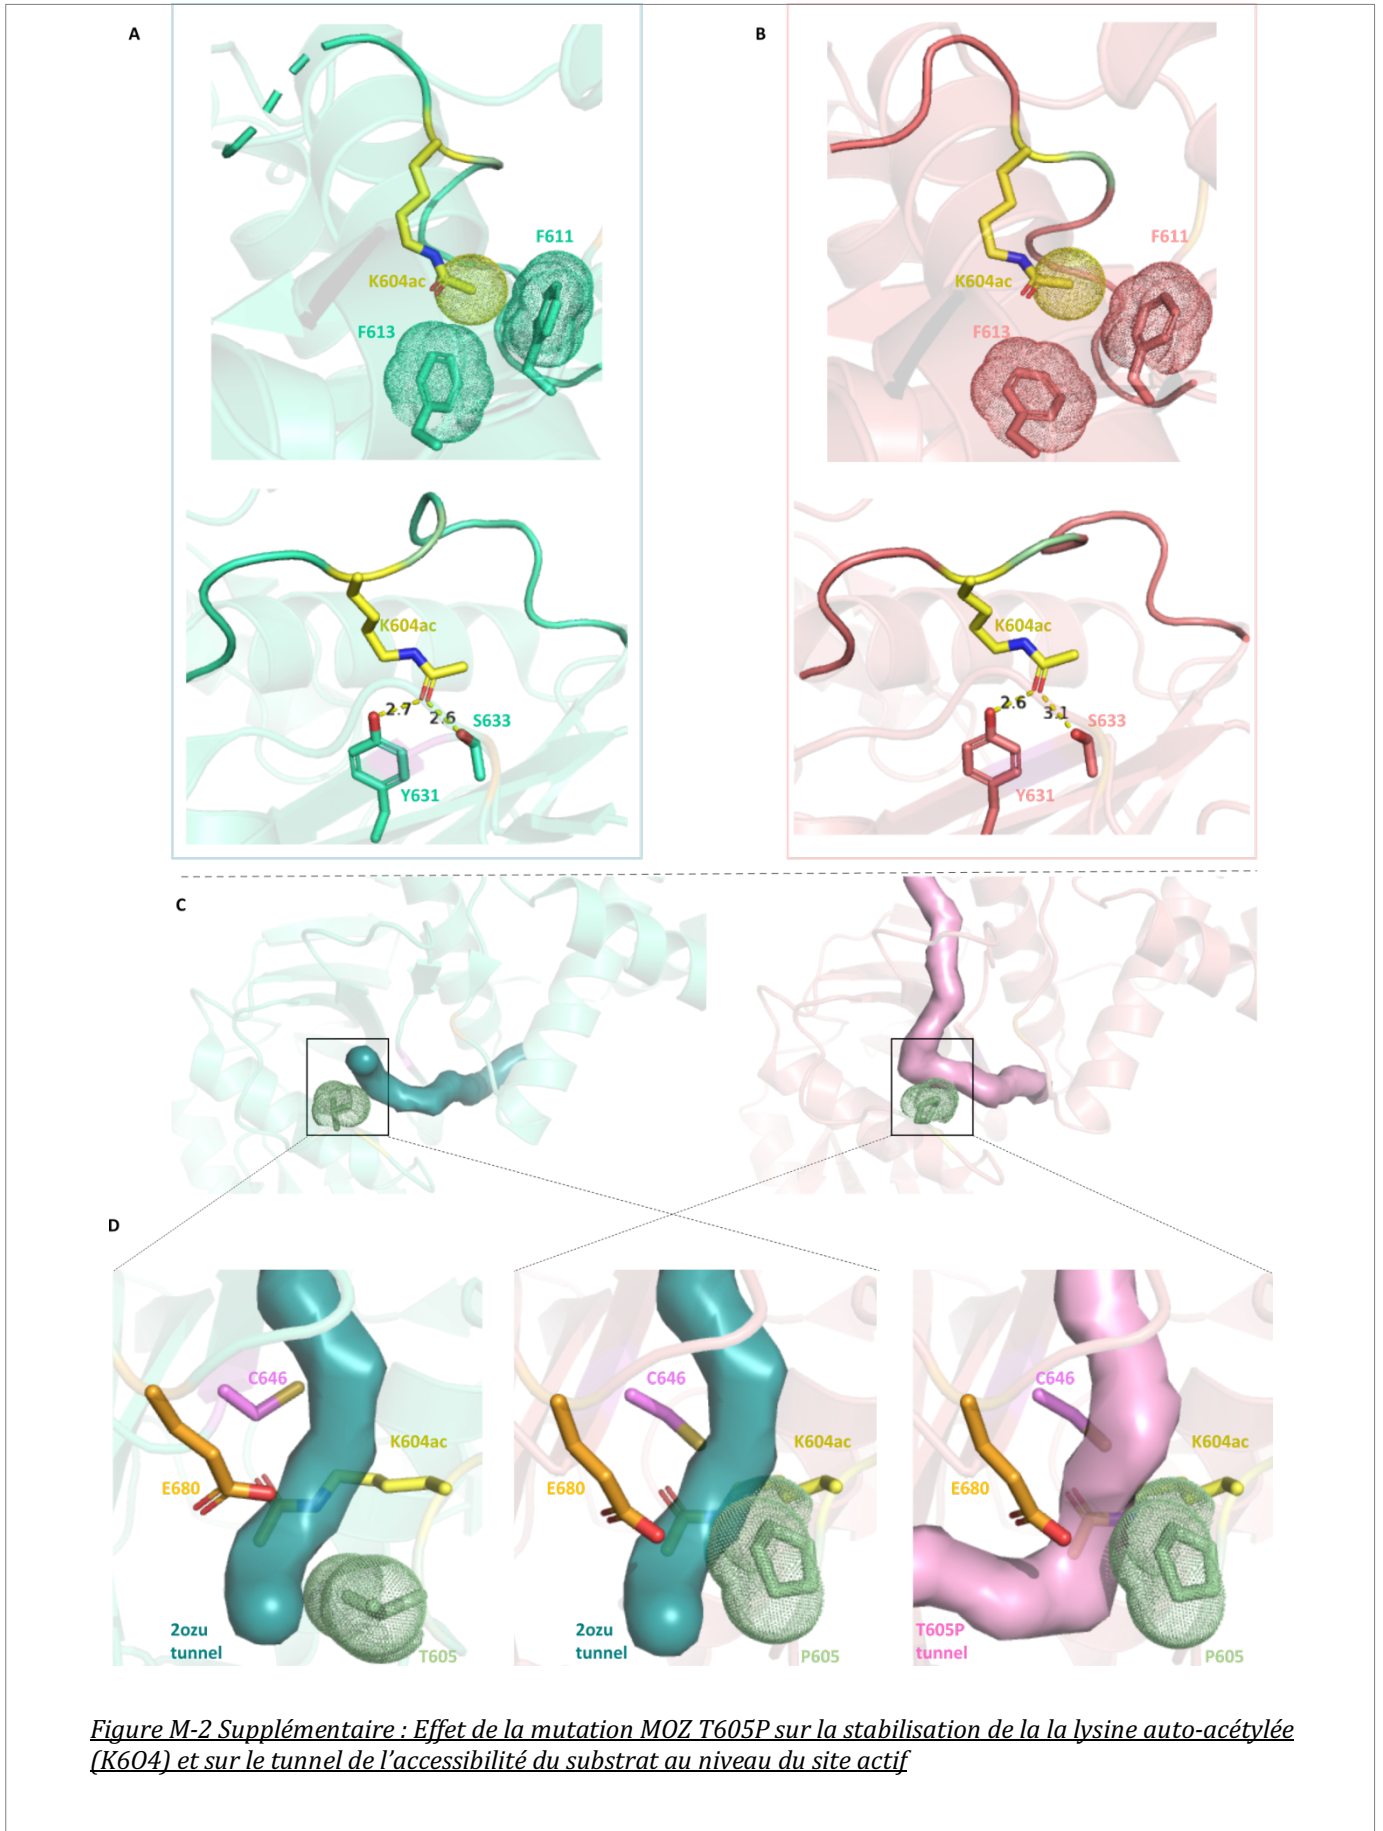 A
B
F611
K604ac
F613
F611
K604ac
F613
K604ac
2.7
2.6
S633
Y631
K604ac
2.6
3.1
S633
Y631
C
D
C646
K604ac
E680
2ozu
tunnel
T605
C646
K604ac
E680
2ozu
tunnel
P605
C646
K604ac
E680
T605P
tunnel
P605
Figure M-2 Supplémentaire : Effet de la mutation MOZ T605P sur la stabilisation de la la lysine auto-acétylée
(K6O4) et sur le tunnel de l’accessibilité du substrat au niveau du site actif